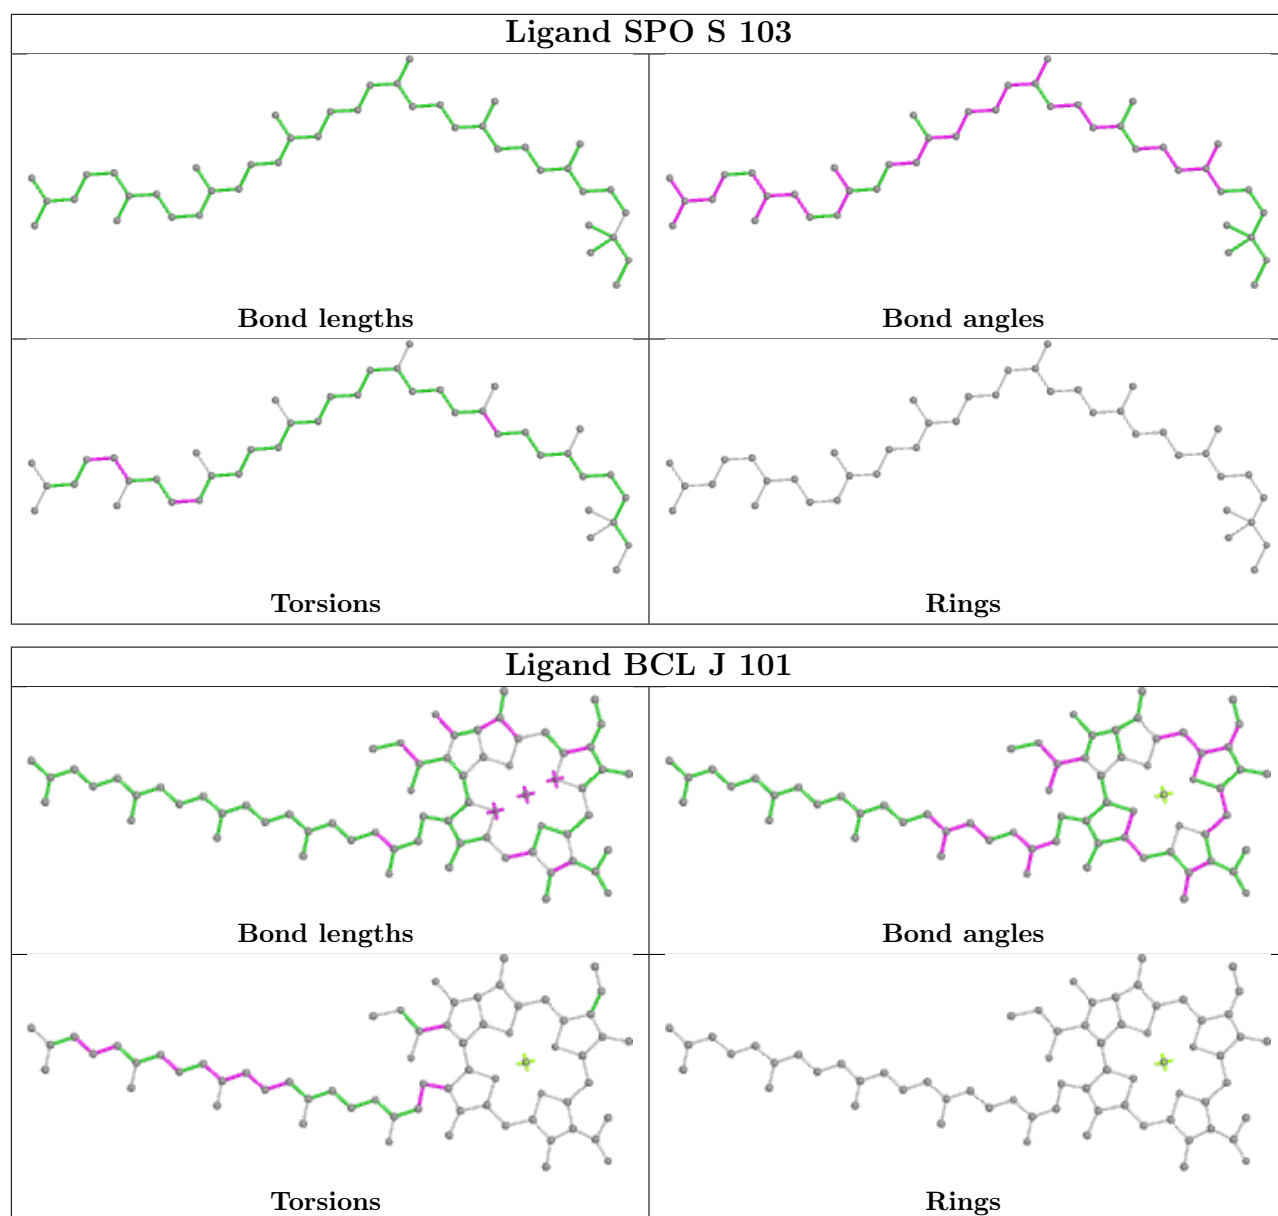 Ligand SPO S 103
Bond lengths
Bond angles
Torsions
Rings
Ligand BCL J 101
Bond lengths
Bond angles
Torsions
Rings